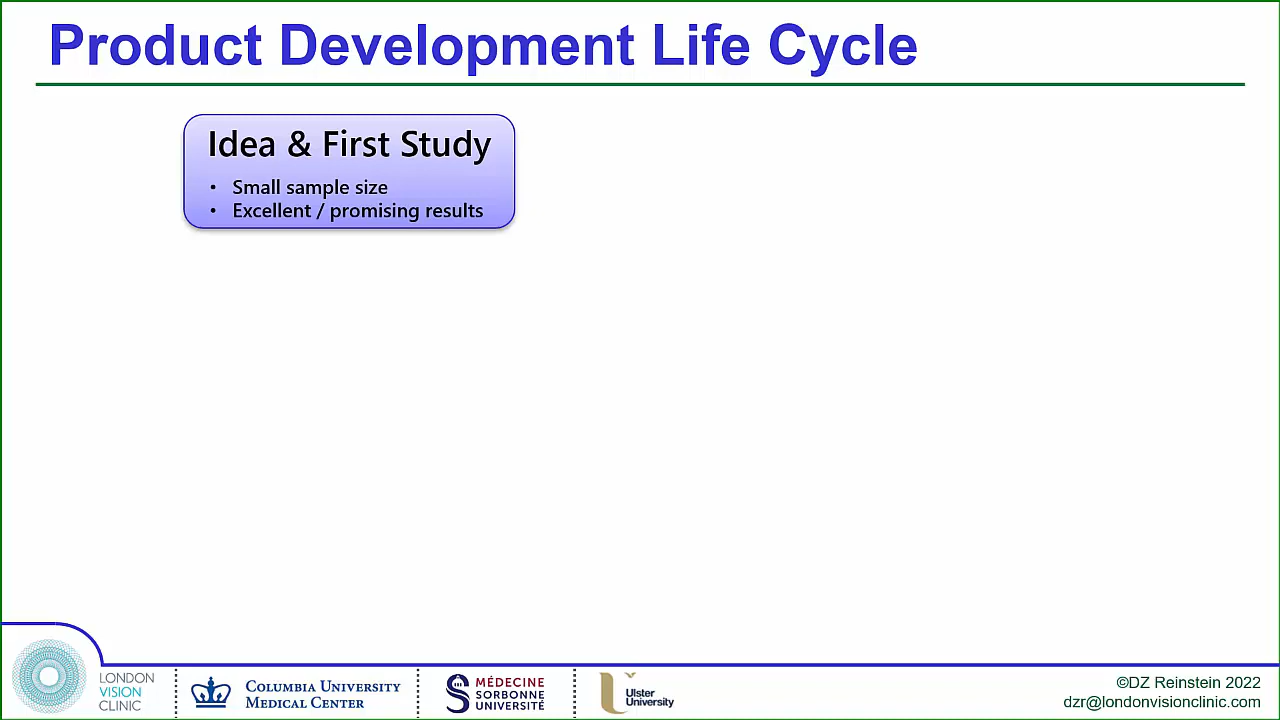 Product Development Life Cycle
Idea & First Study
• Small sample size
• Excellent / promising results
LONDON
VISION
CLINIC
COLUMBIA UNIVERSITY
MEDICAL CENTER
MÉDECINE
SORBONNE
UNIVERSITÉ
Ulster
University
©DZ Reinstein 2022
dzr@londonvisionclinic.com